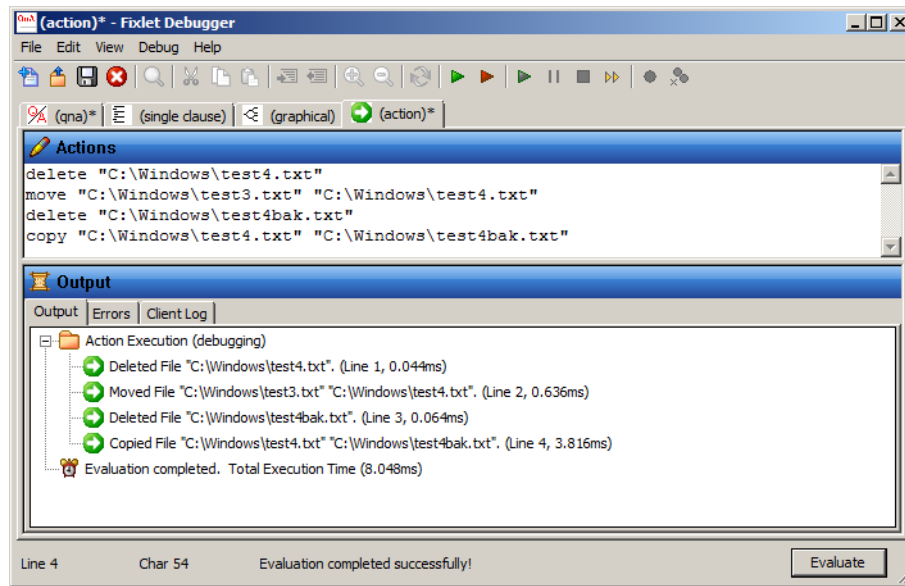 QnA (action)* - Fixlet Debugger
File Edit View Debug Help
(qna)* (single clause) (graphical) (action)*
Actions
delete "C:\Windows\test4.txt"
move "C:\Windows\test3.txt" "C:\Windows\test4.txt"
delete "C:\Windows\test4bak.txt"
copy "C:\Windows\test4.txt" "C:\Windows\test4bak.txt"
Output
Output Errors Client Log
Action Execution (debugging)
Deleted File "C:\Windows\test4.txt". (Line 1, 0.044ms)
Moved File "C:\Windows\test3.txt" "C:\Windows\test4.txt". (Line 2, 0.636ms)
Deleted File "C:\Windows\test4bak.txt". (Line 3, 0.064ms)
Copied File "C:\Windows\test4.txt" "C:\Windows\test4bak.txt". (Line 4, 3.816ms)
Evaluation completed. Total Execution Time (8.048ms)
Line 4 Char 54 Evaluation completed successfully! Evaluate